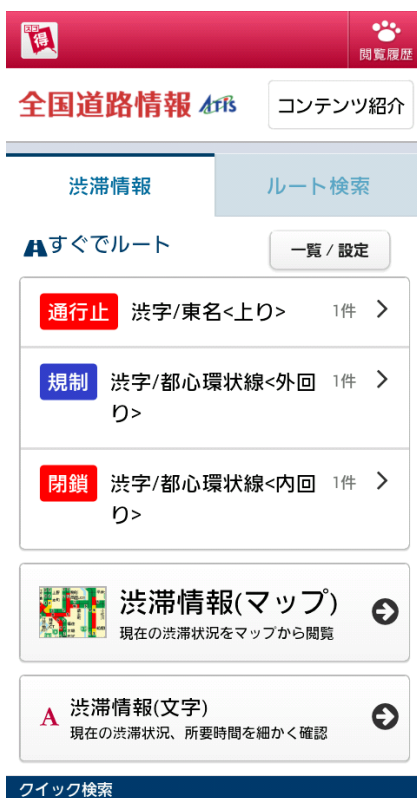 スゴ得
閲覧履歴
全国道路情報 ATIS
コンテンツ紹介
渋滞情報
ルート検索
すぐでルート
一覧 / 設定
通行止 渋字/東名<上り> 1件
規制 渋字/都心環状線<外回 1件
り>
閉鎖 渋字/都心環状線<内回 1件
り>
渋滞情報(マップ)
現在の渋滞状況をマップから閲覧
A 渋滞情報(文字)
現在の渋滞状況、所要時間を細かく確認
クイック検索